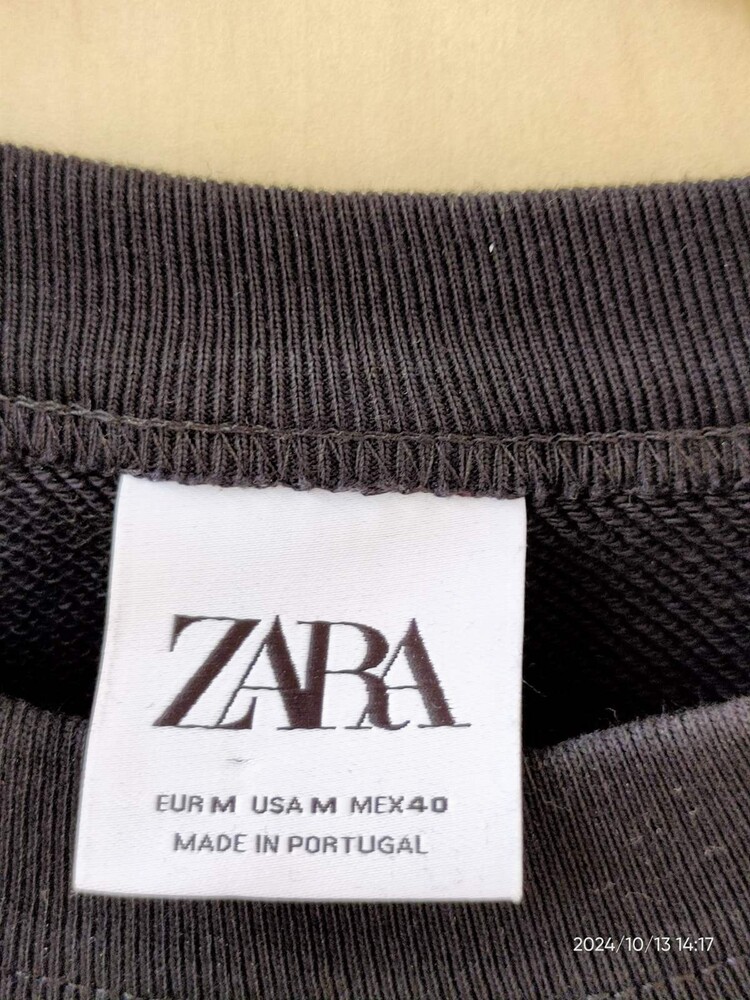 ZARA
EUR M USA M MEX 40
MADE IN PORTUGAL
2024/10/13 14:17